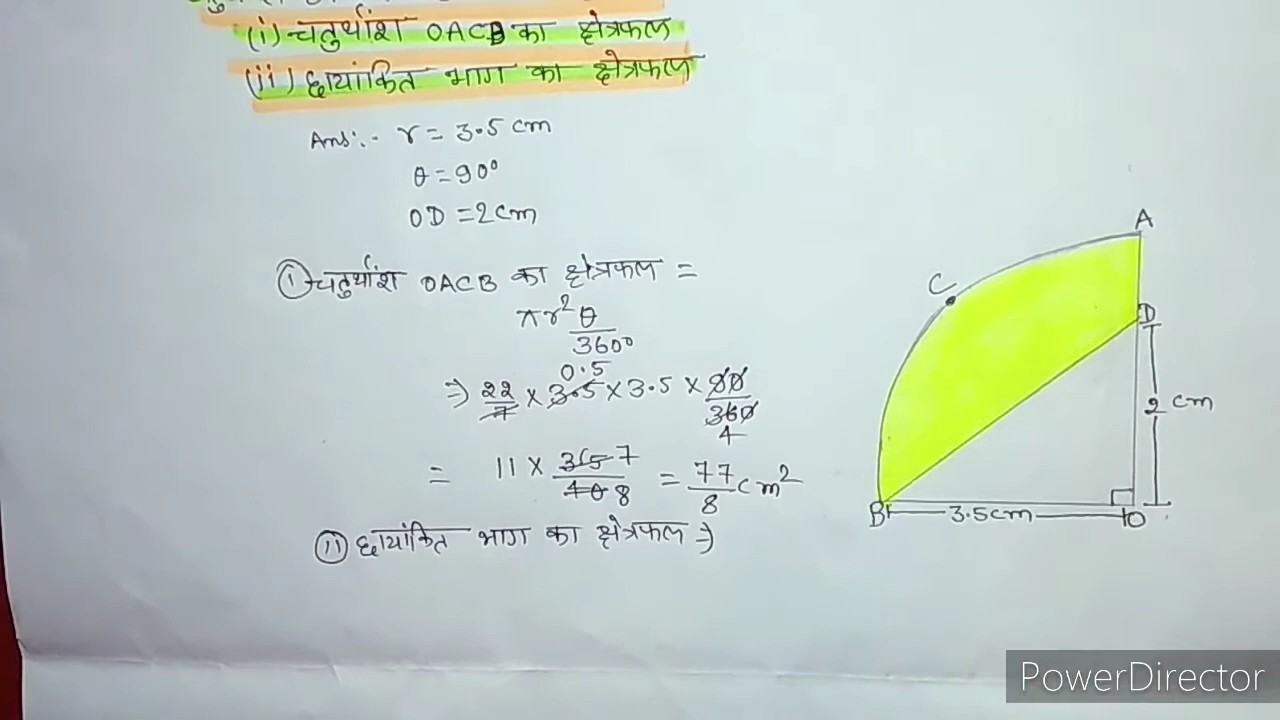 (i) चतुर्थांश OACB का क्षेत्रफल
(ii) छायांकित भाग का क्षेत्रफल
Ans:- r = 3.5 cm
θ = 90°
OD = 2cm
① चतुर्थांश OACB का क्षेत्रफल =
πr² θ/360°
0.5
⇒ 22/7 × 3.5 × 3.5 × 90/360
4
= 11 × 35 7/40 8 = 77/8 cm²
(ii) छायांकित भाग का क्षेत्रफल ⇒
A
C
D
2 cm
B
3.5cm
O
PowerDirector